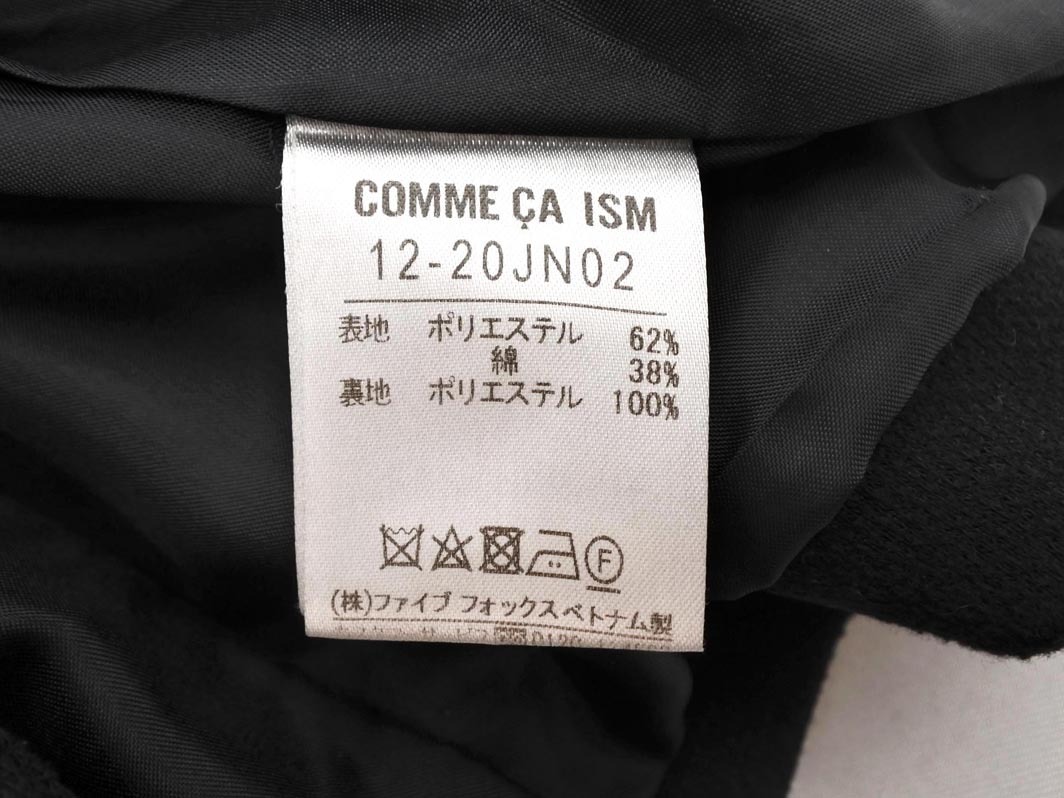 COMME ÇA ISM
12-20JN02
表地 ポリエステル 62%
綿 38%
裏地 ポリエステル 100%
F
(株)ファイブ フォックス ベトナム製